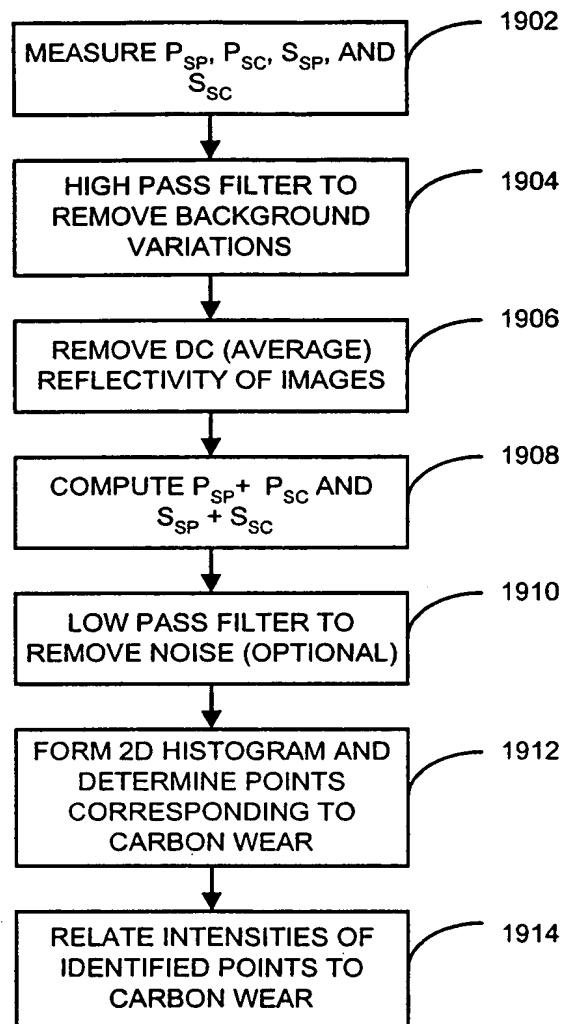 1902
MEASURE P_SP, P_SC, S_SP, AND
S_SC
1904
HIGH PASS FILTER TO
REMOVE BACKGROUND
VARIATIONS
1906
REMOVE DC (AVERAGE)
REFLECTIVITY OF IMAGES
1908
COMPUTE P_SP + P_SC AND
S_SP + S_SC
1910
LOW PASS FILTER TO
REMOVE NOISE (OPTIONAL)
1912
FORM 2D HISTOGRAM AND
DETERMINE POINTS
CORRESPONDING TO
CARBON WEAR
1914
RELATE INTENSITIES OF
IDENTIFIED POINTS TO
CARBON WEAR